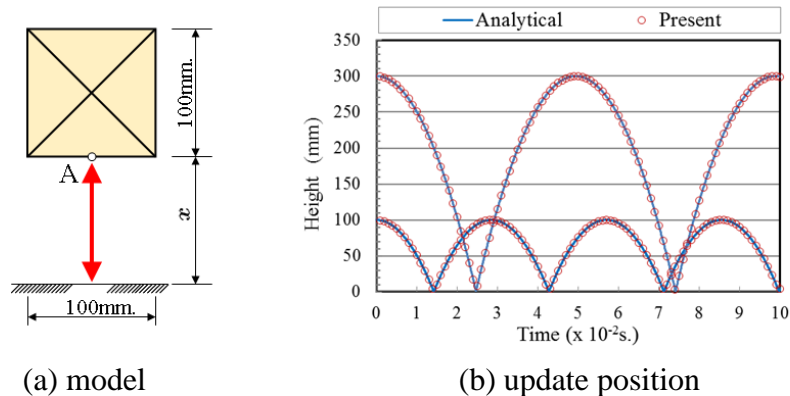 100mm.
A
x
100mm.
(a) model
Analytical Present
Height (mm)
350
300
250
200
150
100
50
0
0 1 2 3 4 5 6 7 8 9 10
Time (x 10-2s.)
(b) update position